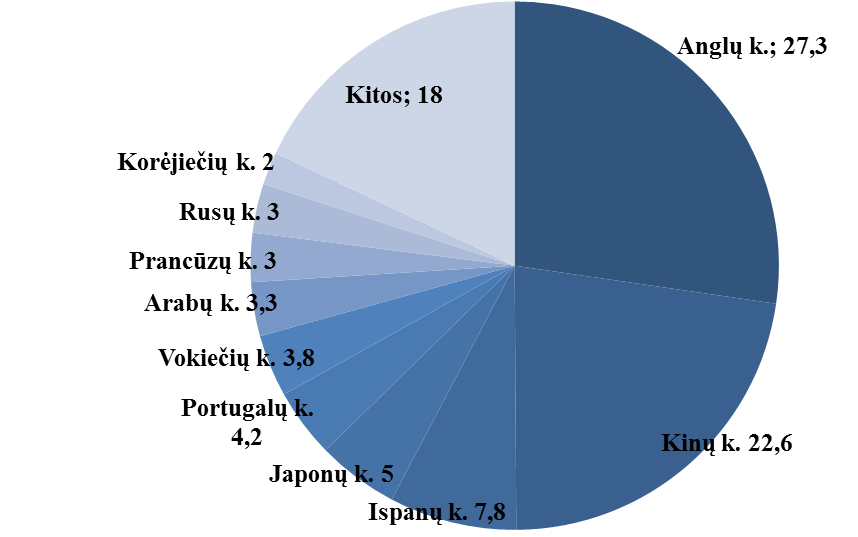 Anglų k.; 27,3
Kinų k. 22,6
Ispanų k. 7,8
Japonų k. 5
Portugalų k.
4,2
Vokiečių k. 3,8
Arabų k. 3,3
Prancūzų k. 3
Rusų k. 3
Korėjiečių k. 2
Kitos; 18